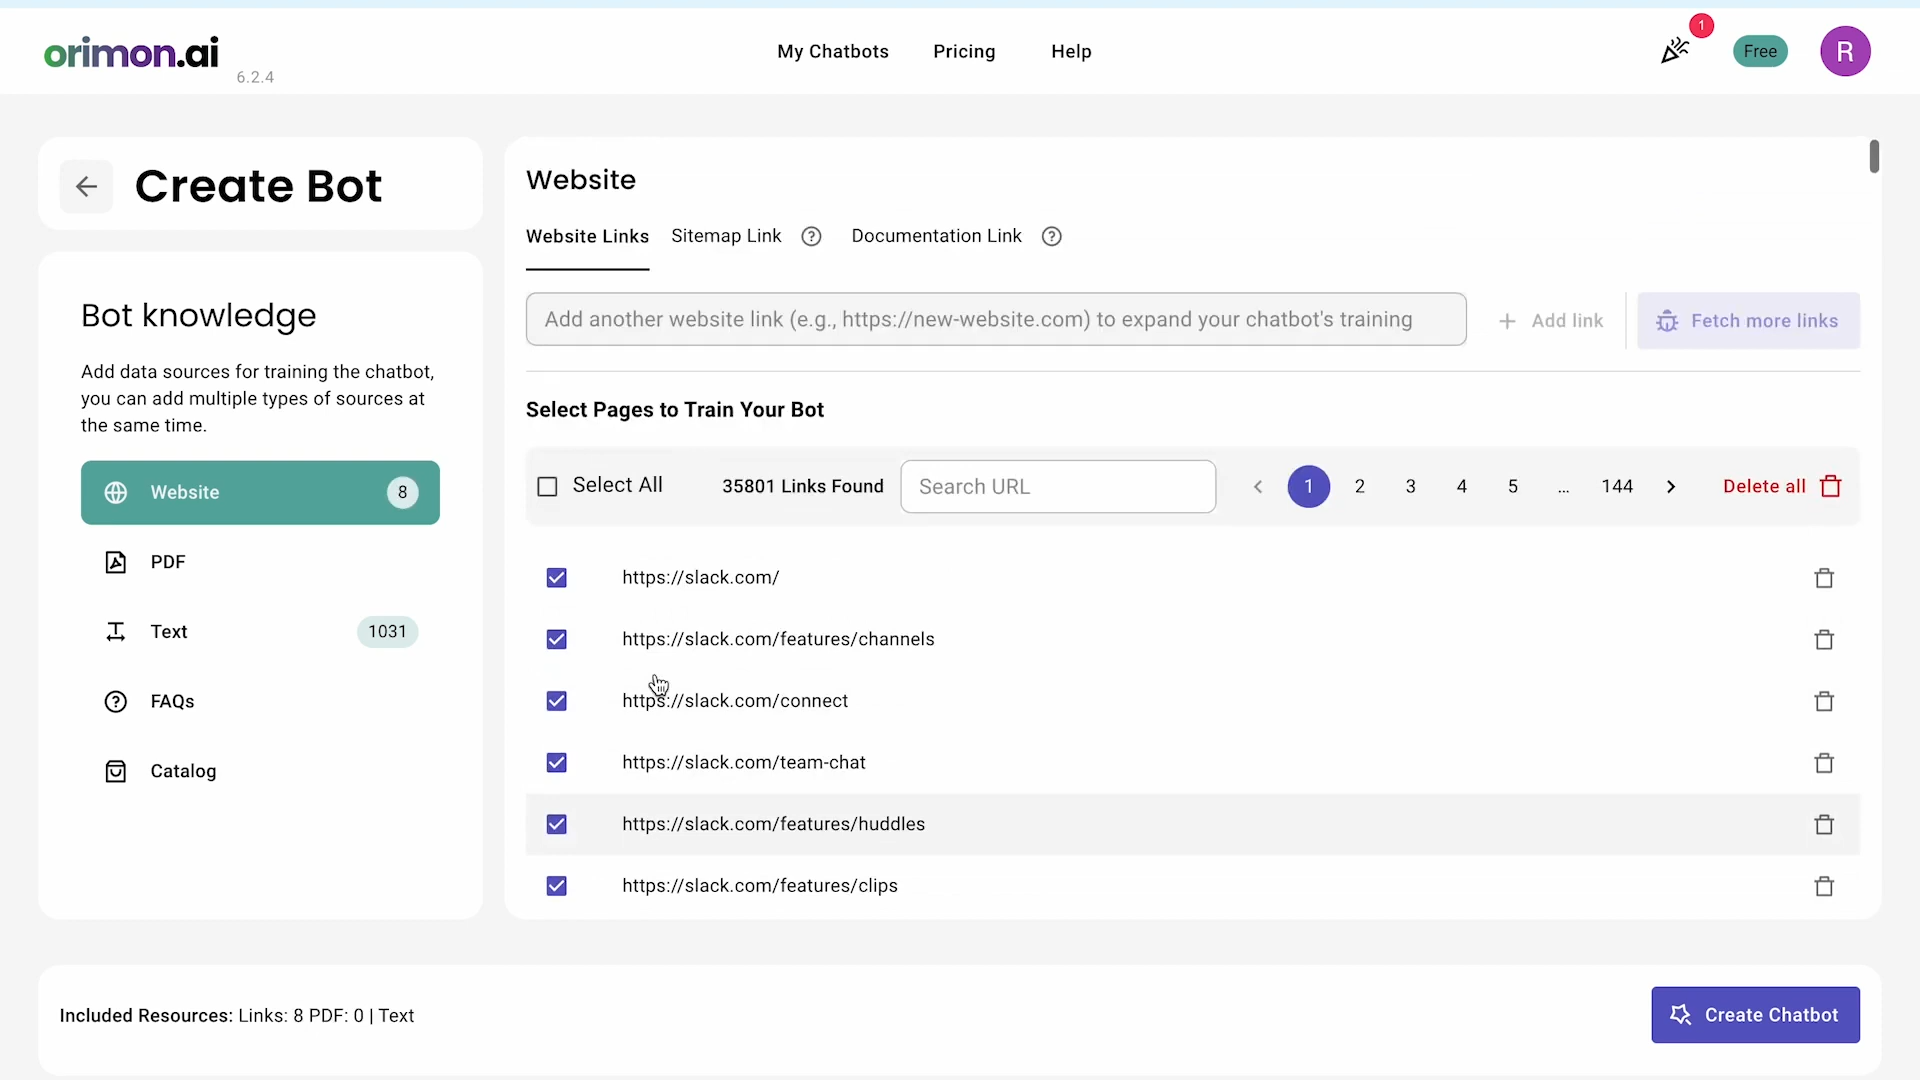 orimon.ai
6.2.4
My Chatbots
Pricing
Help
1
Free
R
Create Bot
Bot knowledge
Add data sources for training the chatbot,
you can add multiple types of sources at
the same time.
Website
8
PDF
Text
1031
FAQs
Catalog
Website
Website Links
Sitemap Link
Documentation Link
Add another website link (e.g., https://new-website.com) to expand your chatbot's training
Add link
Fetch more links
Select Pages to Train Your Bot
Select All
35801 Links Found
Search URL
1
2
3
4
5
...
144
Delete all
https://slack.com/
https://slack.com/features/channels
https://slack.com/connect
https://slack.com/team-chat
https://slack.com/features/huddles
https://slack.com/features/clips
Included Resources: Links: 8 PDF: 0 | Text
Create Chatbot